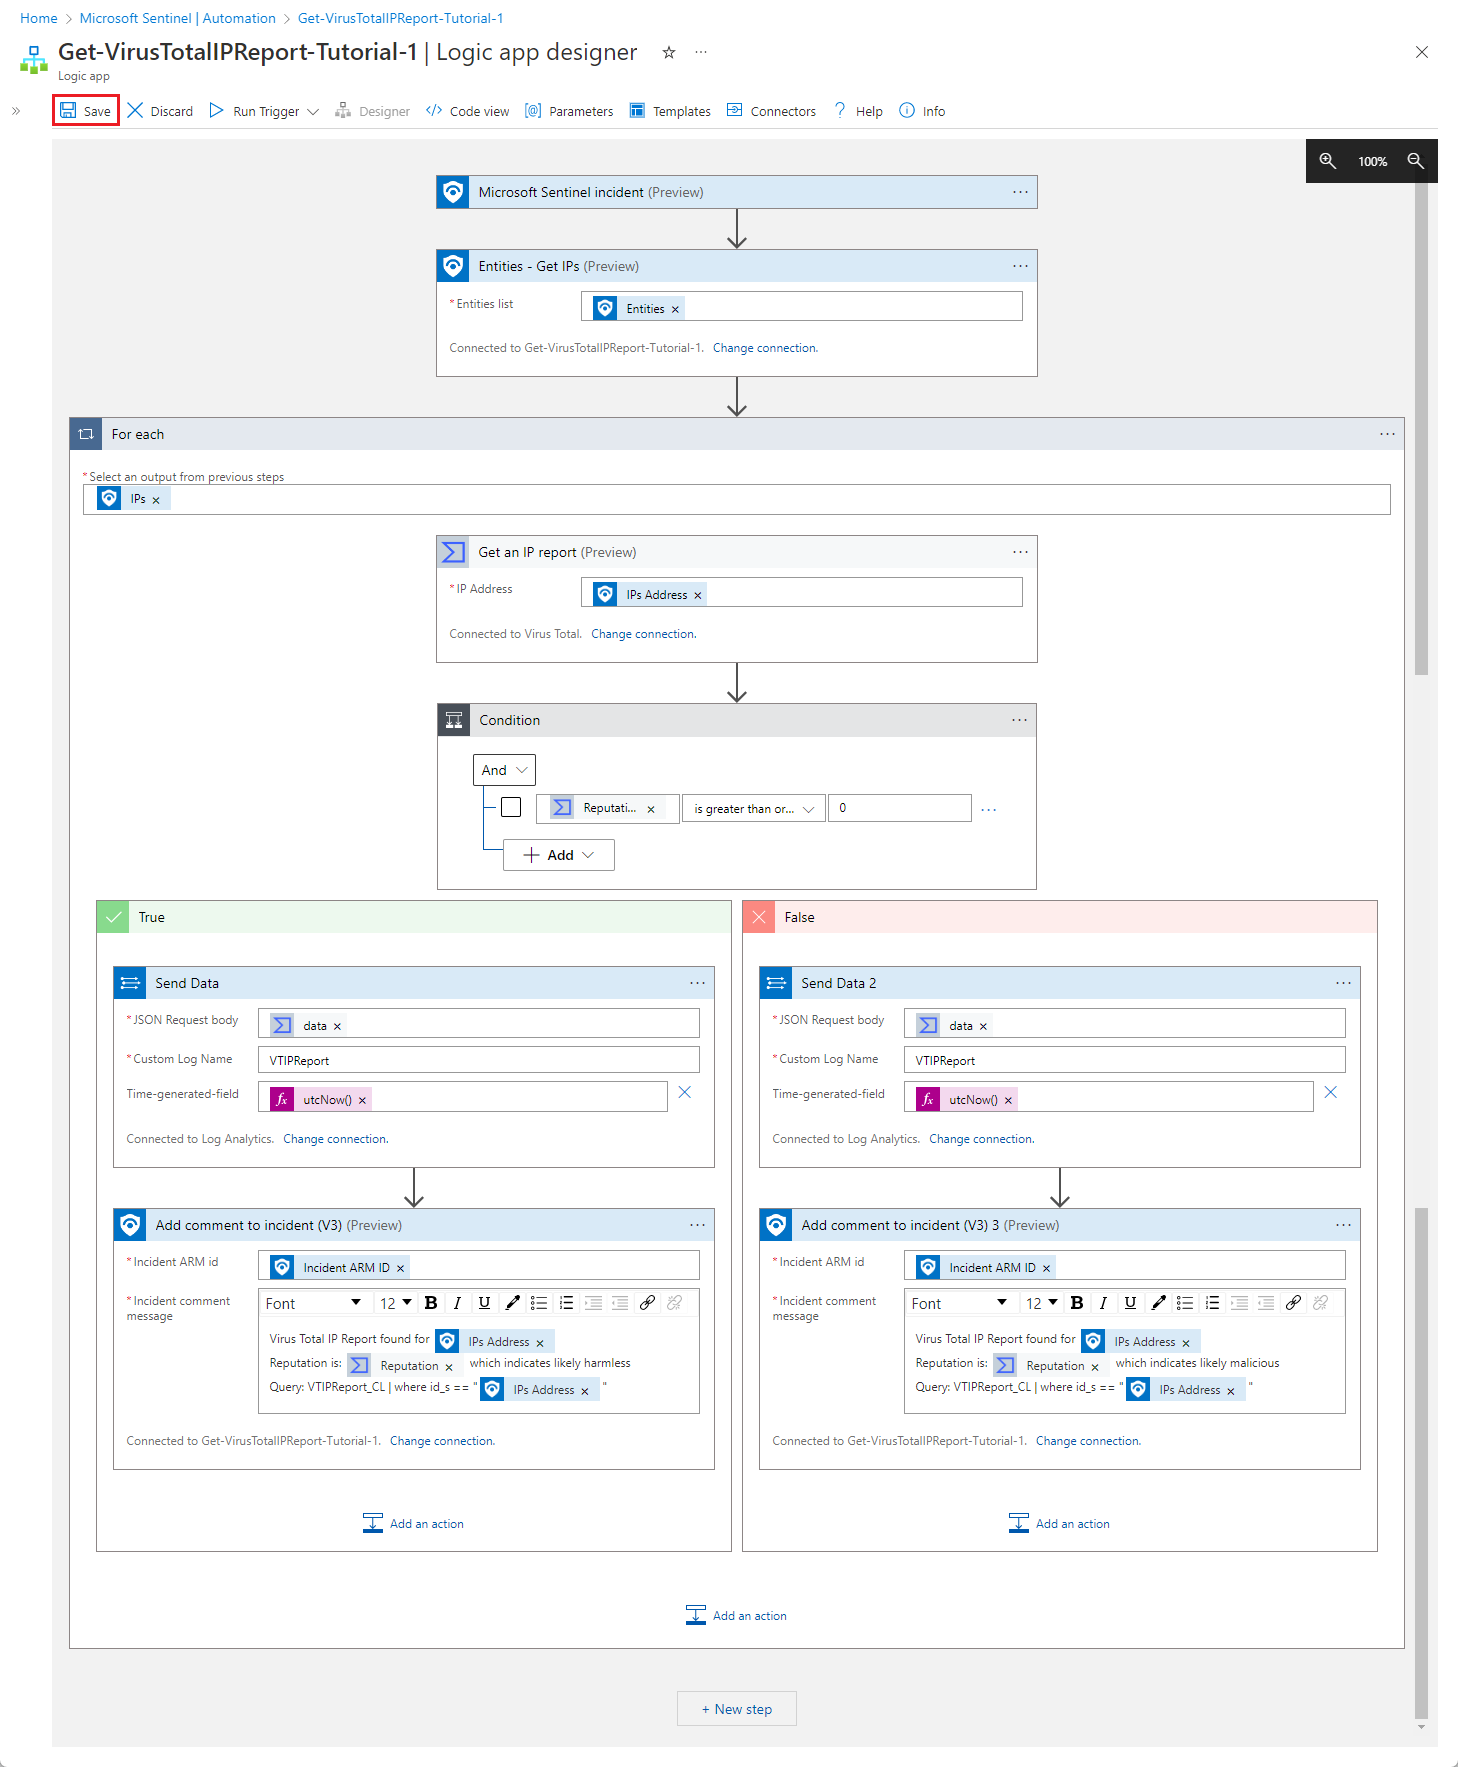 Home > Microsoft Sentinel | Automation > Get-VirusTotalIPReport-Tutorial-1
Get-VirusTotalIPReport-Tutorial-1 | Logic app designer
Logic app
Save Discard Run Trigger Designer Code view Parameters Templates Connectors Help Info
100%
Microsoft Sentinel incident (Preview)
Entities - Get IPs (Preview)
*Entities list
Entities ×
Connected to Get-VirusTotalIPReport-Tutorial-1. Change connection.
For each
*Select an output from previous steps
IPs ×
Get an IP report (Preview)
*IP Address
IPs Address ×
Connected to Virus Total. Change connection.
Condition
And
Reputati... × is greater than or... 0
+ Add
True
Send Data
*JSON Request body
data ×
*Custom Log Name
VTIPReport
Time-generated-field
fx utcNow() ×
Connected to Log Analytics. Change connection.
Add comment to incident (V3) (Preview)
*Incident ARM id
Incident ARM ID ×
*Incident comment message
Font 12 B I U
Virus Total IP Report found for IPs Address ×
Reputation is: Reputation × which indicates likely harmless
Query: VTIPReport_CL | where id_s == " IPs Address × "
Connected to Get-VirusTotalIPReport-Tutorial-1. Change connection.
Add an action
False
Send Data 2
*JSON Request body
data ×
*Custom Log Name
VTIPReport
Time-generated-field
fx utcNow() ×
Connected to Log Analytics. Change connection.
Add comment to incident (V3) 3 (Preview)
*Incident ARM id
Incident ARM ID ×
*Incident comment message
Font 12 B I U
Virus Total IP Report found for IPs Address ×
Reputation is: Reputation × which indicates likely malicious
Query: VTIPReport_CL | where id_s == " IPs Address × "
Connected to Get-VirusTotalIPReport-Tutorial-1. Change connection.
Add an action
Add an action
+ New step